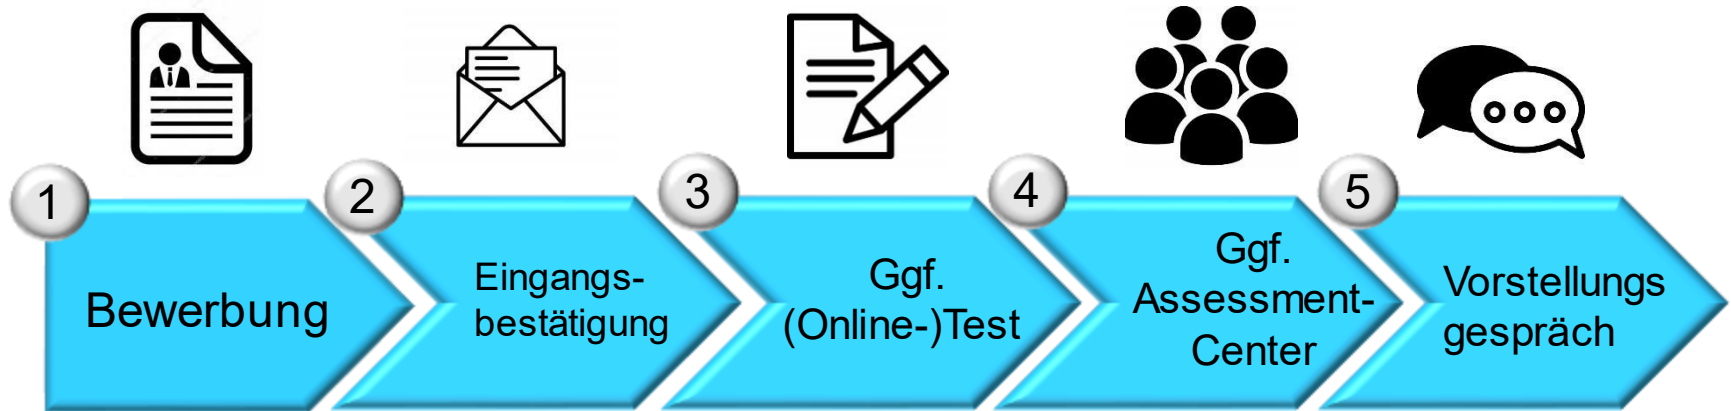 1
Bewerbung
2
Eingangs-
bestätigung
3
Ggf.
(Online-)Test
4
Ggf.
Assessment-
Center
5
Vorstellungs
gespräch